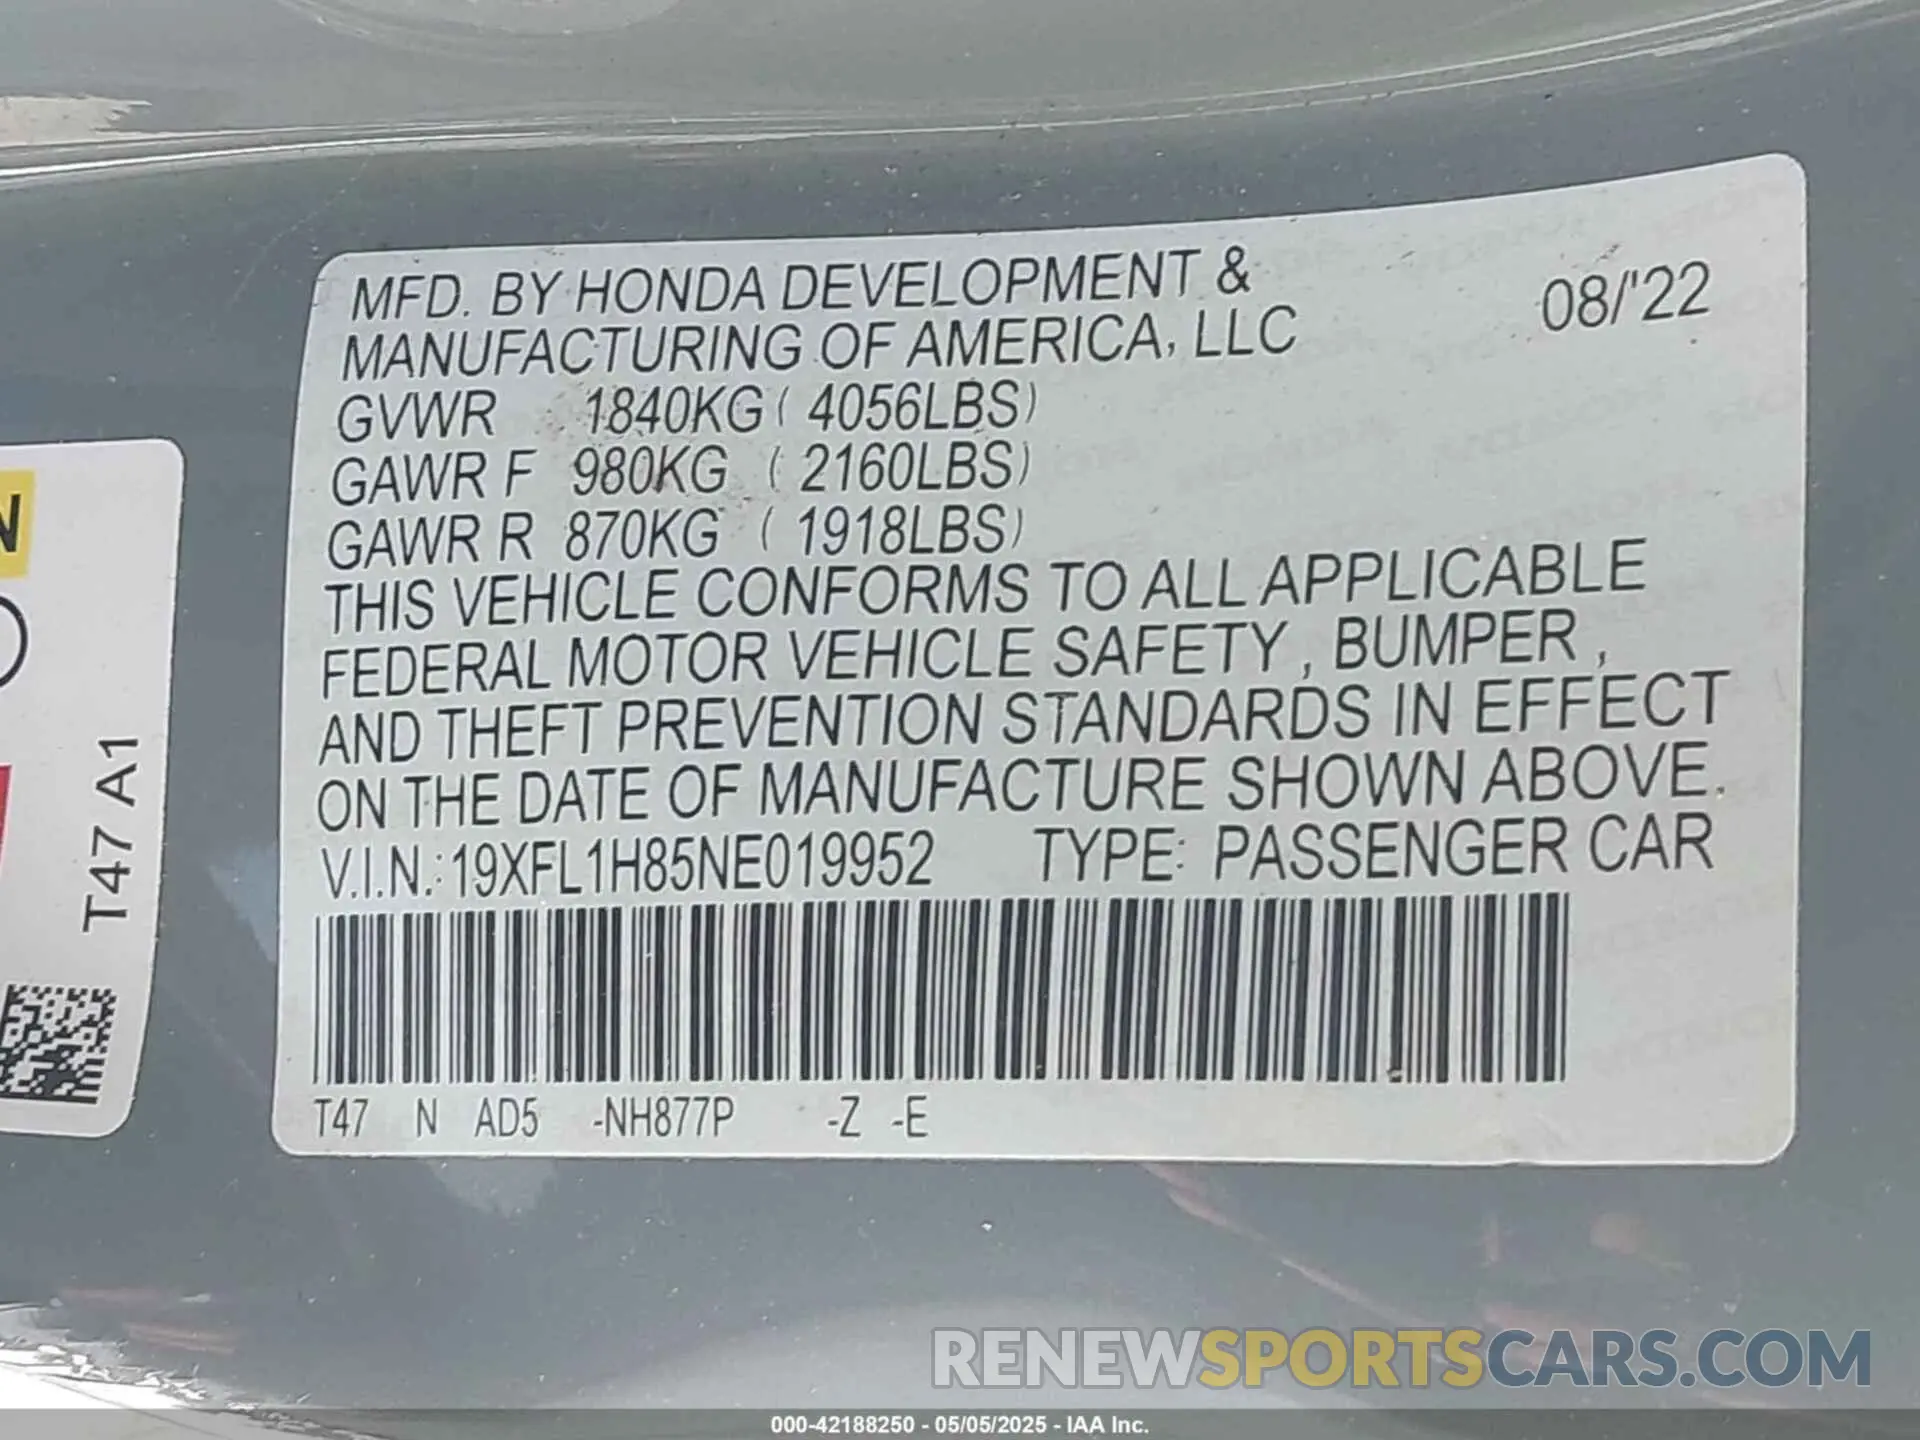 MFD. BY HONDA DEVELOPMENT &
MANUFACTURING OF AMERICA, LLC
08/'22
GVWR 1840KG ( 4056LBS)
GAWR F 980KG ( 2160LBS)
GAWR R 870KG ( 1918LBS)
THIS VEHICLE CONFORMS TO ALL APPLICABLE
FEDERAL MOTOR VEHICLE SAFETY , BUMPER ,
AND THEFT PREVENTION STANDARDS IN EFFECT
ON THE DATE OF MANUFACTURE SHOWN ABOVE.
V.I.N.: 19XFL1H85NE019952 TYPE: PASSENGER CAR
T47 N AD5 -NH877P -Z -E
N
T47 A1
RENEWSPORTSCARS.COM
000-42188250 - 05/05/2025 - IAA Inc.